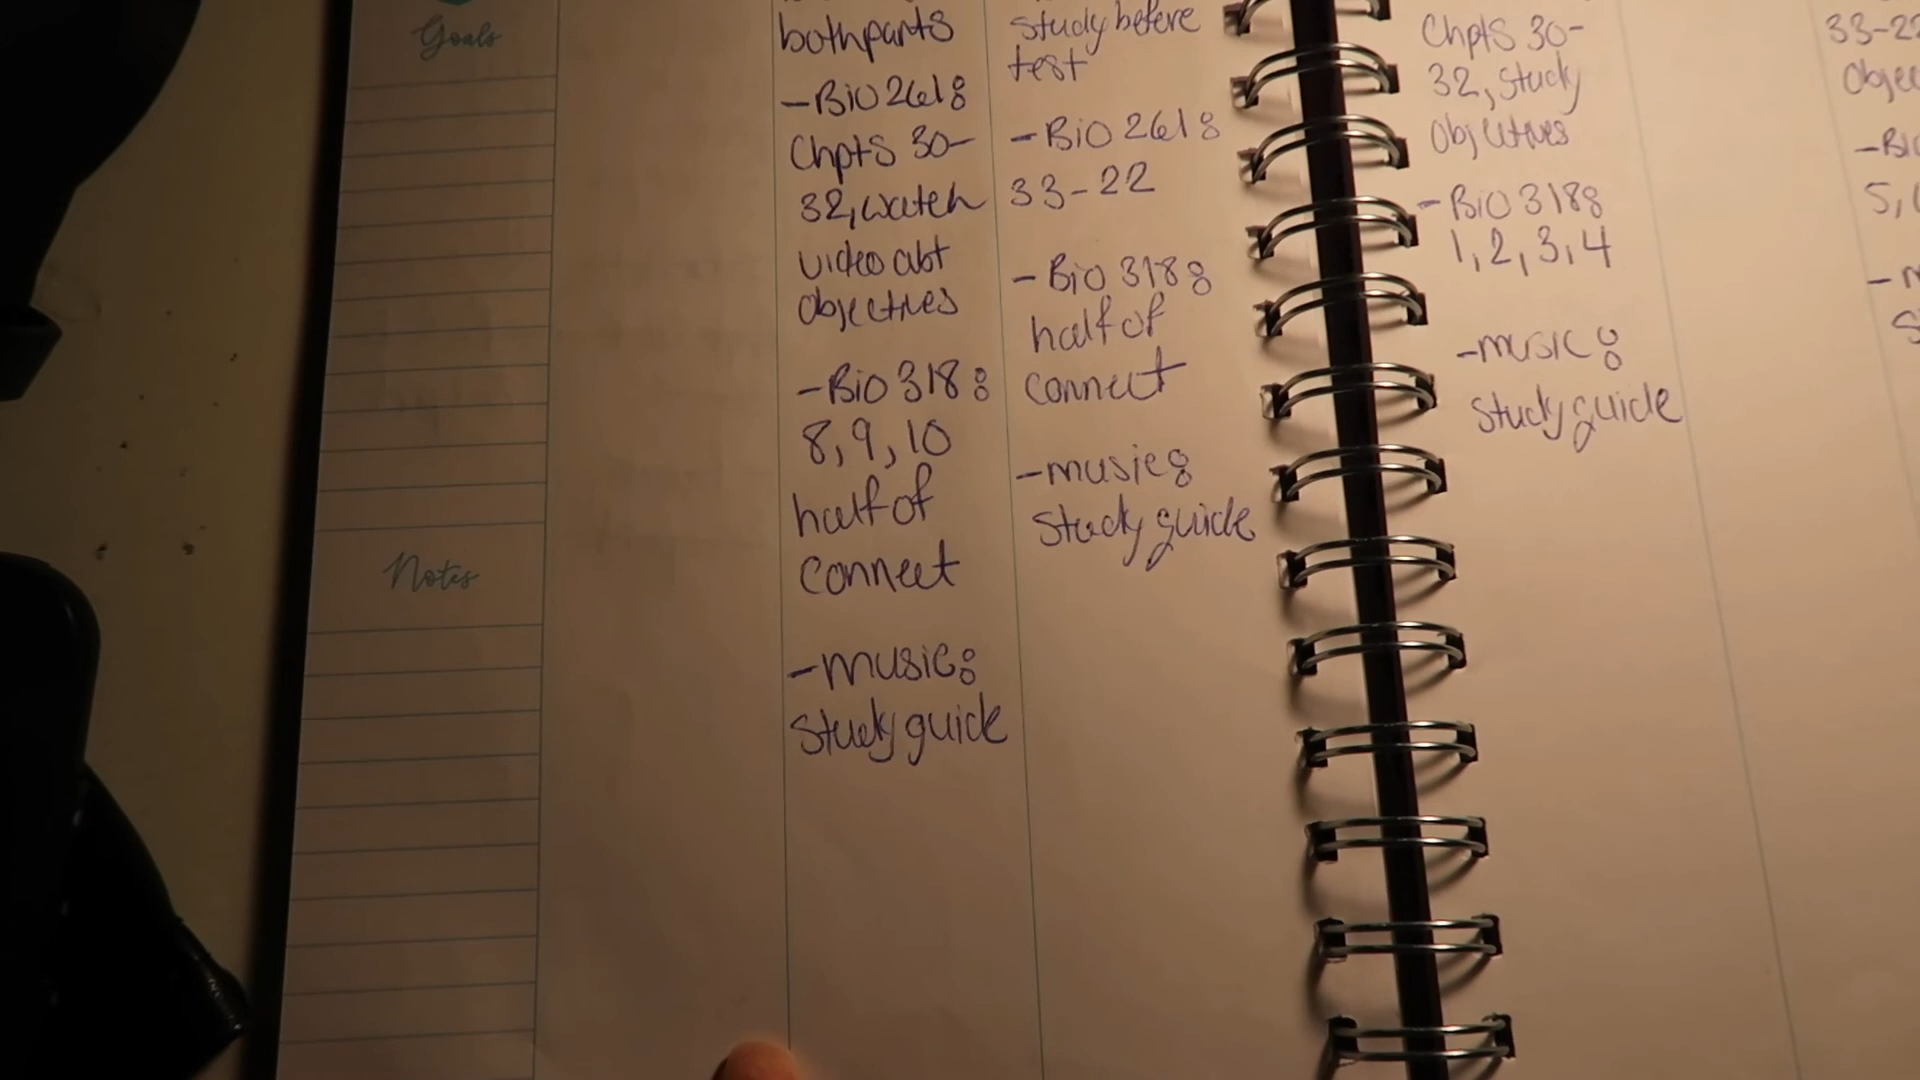 Goals
Notes
both parts
-Bio 261:
Chpts 30-
32, watch
video abt
objectives
-Bio 318:
8, 9, 10
half of
connect
-music:
Study guide
study before
test
-Bio 261:
33-22
-Bio 318:
half of
connect
-music:
Study guide
Chpts 30-
32, study
objectives
-Bio 318:
1, 2, 3, 4
-music:
Study guide
33-22